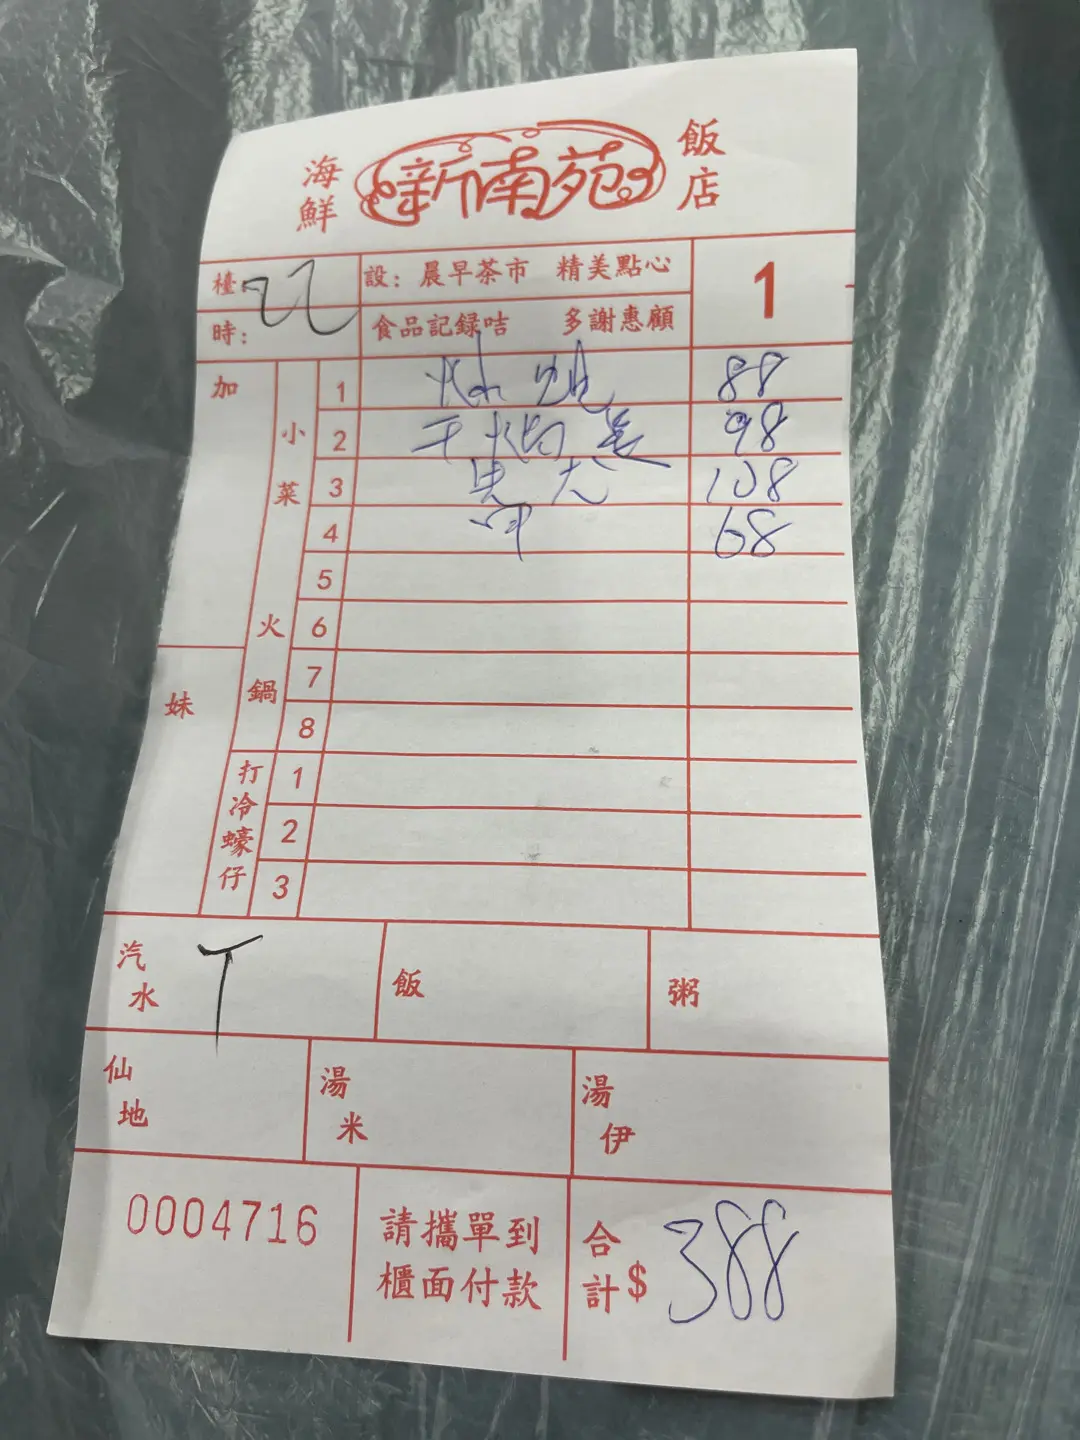 海鮮 新南苑 飯店
檯: 22
設: 晨早茶市 精美點心
1
時:
食品記録咭 多謝惠顧
加
小菜
火鍋
1 88
2 98
3 108
4 68
5
6
7
8
妹
打冷蠔仔
1
2
3
汽水 T
飯
粥
仙地
湯米
湯伊
0004716
請攜單到
櫃面付款
合計$ 388